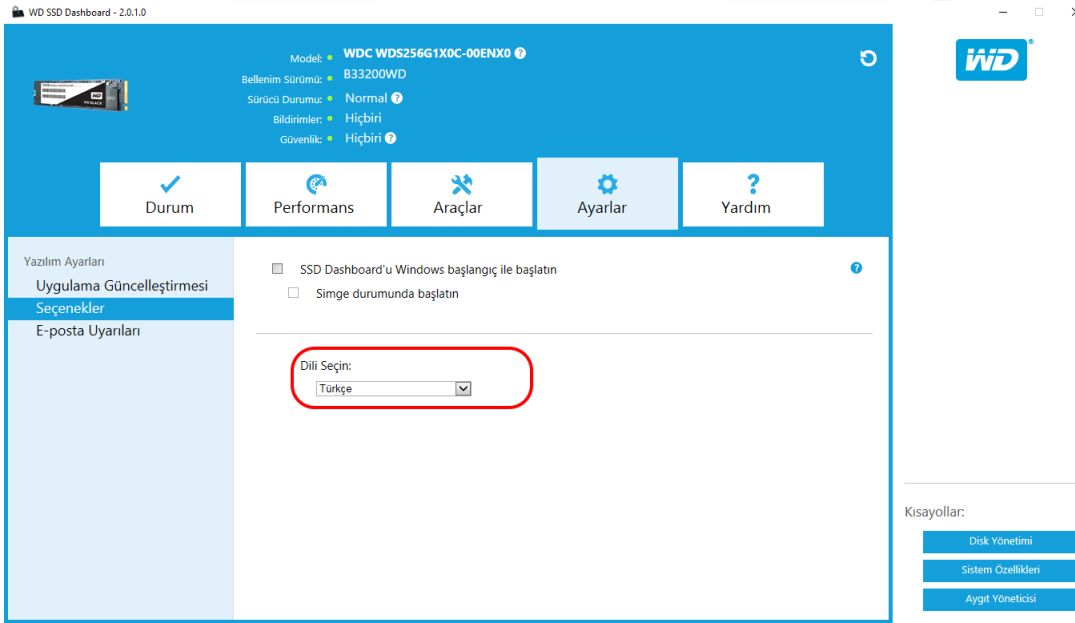 WD SSD Dashboard - 2.0.1.0
Model: WDC WDS256G1X0C-00ENX0 ?
Bellenim Sürümü: B33200WD
Sürücü Durumu: Normal ?
Bildirimler: Hiçbiri
Güvenlik: Hiçbiri ?
WD®
Durum
Performans
Araçlar
Ayarlar
Yardım
Yazılım Ayarları
Uygulama Güncelleştirmesi
Seçenekler
E-posta Uyarıları
SSD Dashboard'u Windows başlangıç ile başlatın ?
Simge durumunda başlatın
Dili Seçin:
Türkçe
Kısayollar:
Disk Yönetimi
Sistem Özellikleri
Aygıt Yöneticisi